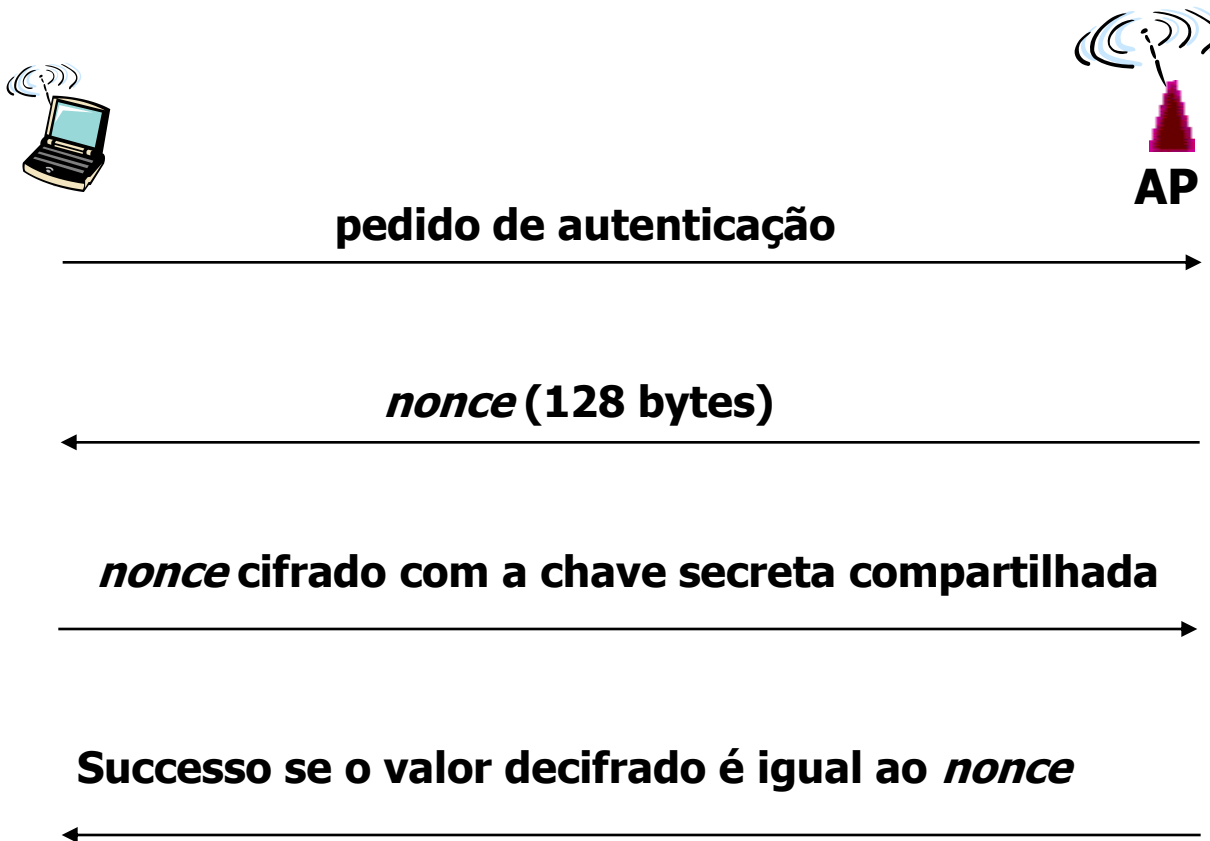 AP
pedido de autenticação
nonce (128 bytes)
nonce cifrado com a chave secreta compartilhada
Successo se o valor decifrado é igual ao nonce